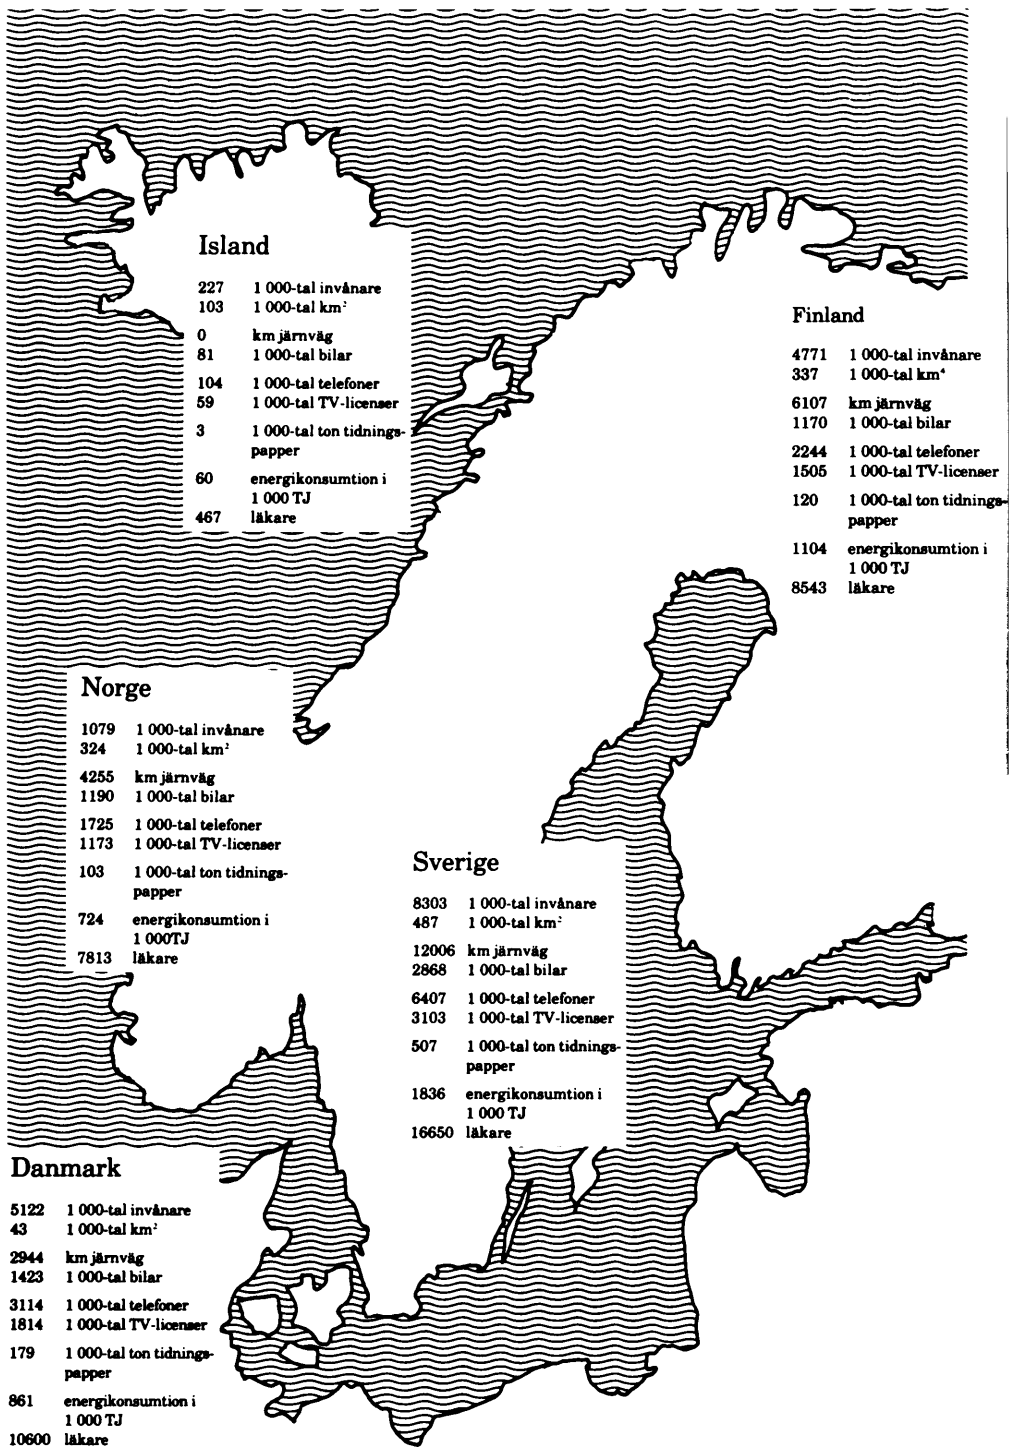 Island
227 1 000-tal invånare
103 1 000-tal km²
0 km järnväg
81 1 000-tal bilar
104 1 000-tal telefoner
59 1 000-tal TV-licenser
3 1 000-tal ton tidnings-
papper
60 energikonsumtion i
1 000 TJ
467 läkare
Finland
4771 1 000-tal invånare
337 1 000-tal km⁴
6107 km järnväg
1170 1 000-tal bilar
2244 1 000-tal telefoner
1505 1 000-tal TV-licenser
120 1 000-tal ton tidnings-
papper
1104 energikonsumtion i
1 000 TJ
8543 läkare
Norge
1079 1 000-tal invånare
324 1 000-tal km²
4255 km järnväg
1190 1 000-tal bilar
1725 1 000-tal telefoner
1173 1 000-tal TV-licenser
103 1 000-tal ton tidnings-
papper
724 energikonsumtion i
1 000TJ
7813 läkare
Sverige
8303 1 000-tal invånare
487 1 000-tal km²
12006 km järnväg
2868 1 000-tal bilar
6407 1 000-tal telefoner
3103 1 000-tal TV-licenser
507 1 000-tal ton tidnings-
papper
1836 energikonsumtion i
1 000 TJ
16650 läkare
Danmark
5122 1 000-tal invånare
43 1 000-tal km²
2944 km järnväg
1423 1 000-tal bilar
3114 1 000-tal telefoner
1814 1 000-tal TV-licenser
179 1 000-tal ton tidnings-
papper
861 energikonsumtion i
1 000 TJ
10600 läkare